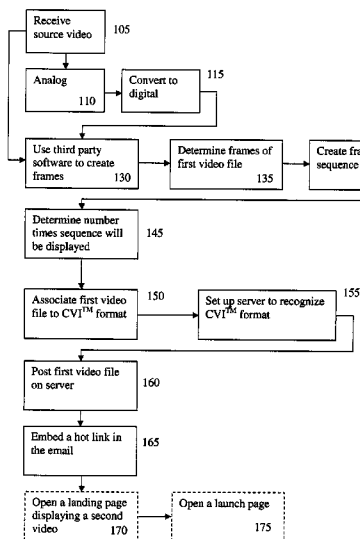 Receive
source video
105
Analog
110
Convert to
digital
115
Use third party
software to create
frames
130
Determine frames of
first video file
135
Create
sequence
Determine number
times sequence will
be displayed
145
Associate first video
file to CVI™ format
150
Set up server to recognize
CVI™ format
155
Post first video file
on server
160
Embed a hot link in
the email
165
Open a landing page
displaying a second
video
170
Open a launch page
175